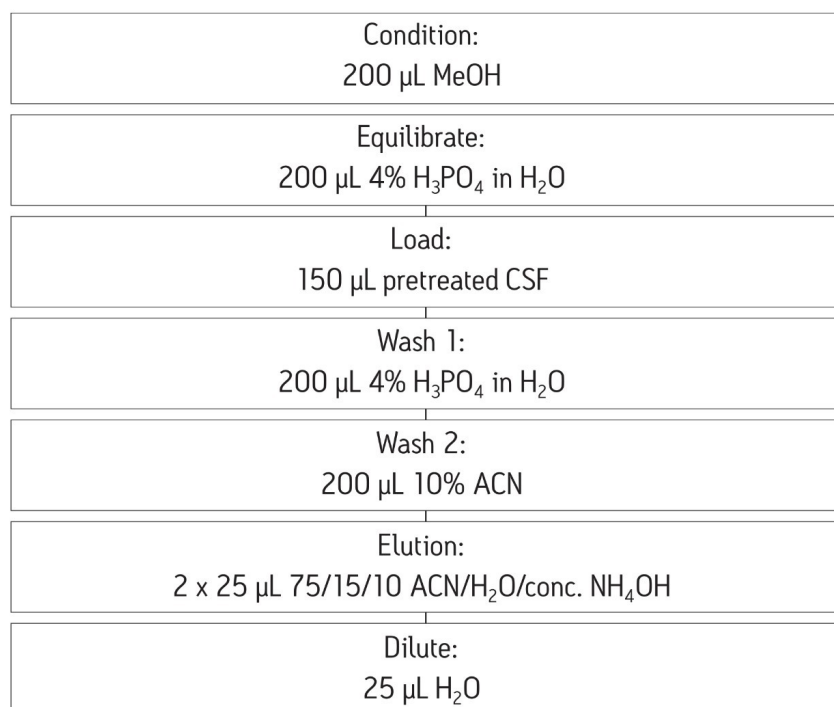 Condition:
200 µL MeOH
Equilibrate:
200 µL 4% H₃PO₄ in H₂O
Load:
150 µL pretreated CSF
Wash 1:
200 µL 4% H₃PO₄ in H₂O
Wash 2:
200 µL 10% ACN
Elution:
2 x 25 µL 75/15/10 ACN/H₂O/conc. NH₄OH
Dilute:
25 µL H₂O